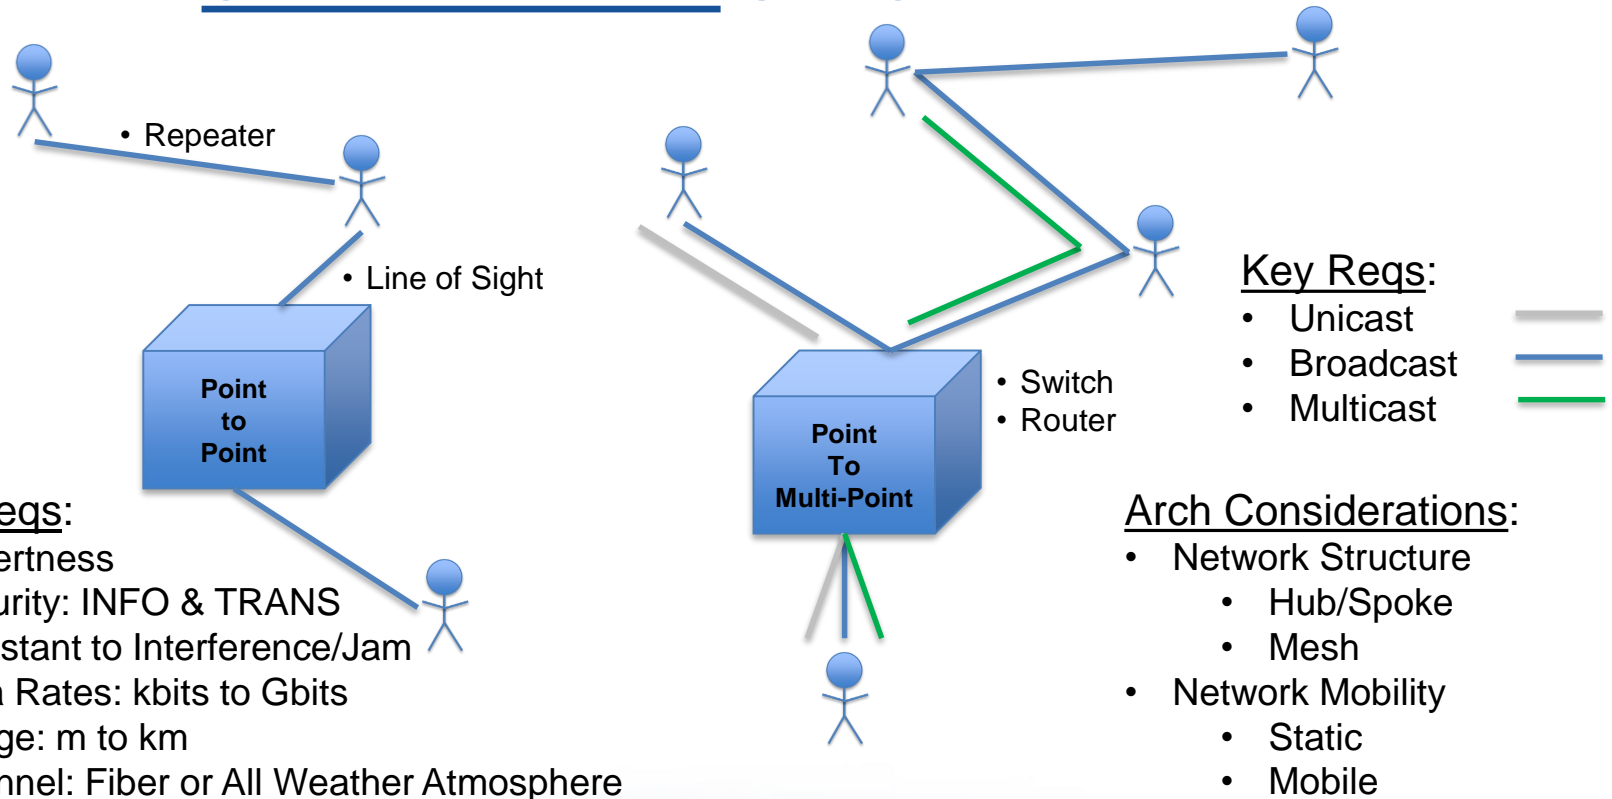 • Repeater
• Line of Sight
Point
to
Point
eqs:
ertness
urity: INFO & TRANS
stant to Interference/Jam
a Rates: kbits to Gbits
ge: m to km
nnel: Fiber or All Weather Atmosphere
• Switch
• Router
Point
To
Multi-Point
Key Reqs:
• Unicast
• Broadcast
• Multicast
Arch Considerations:
• Network Structure
• Hub/Spoke
• Mesh
• Network Mobility
• Static
• Mobile